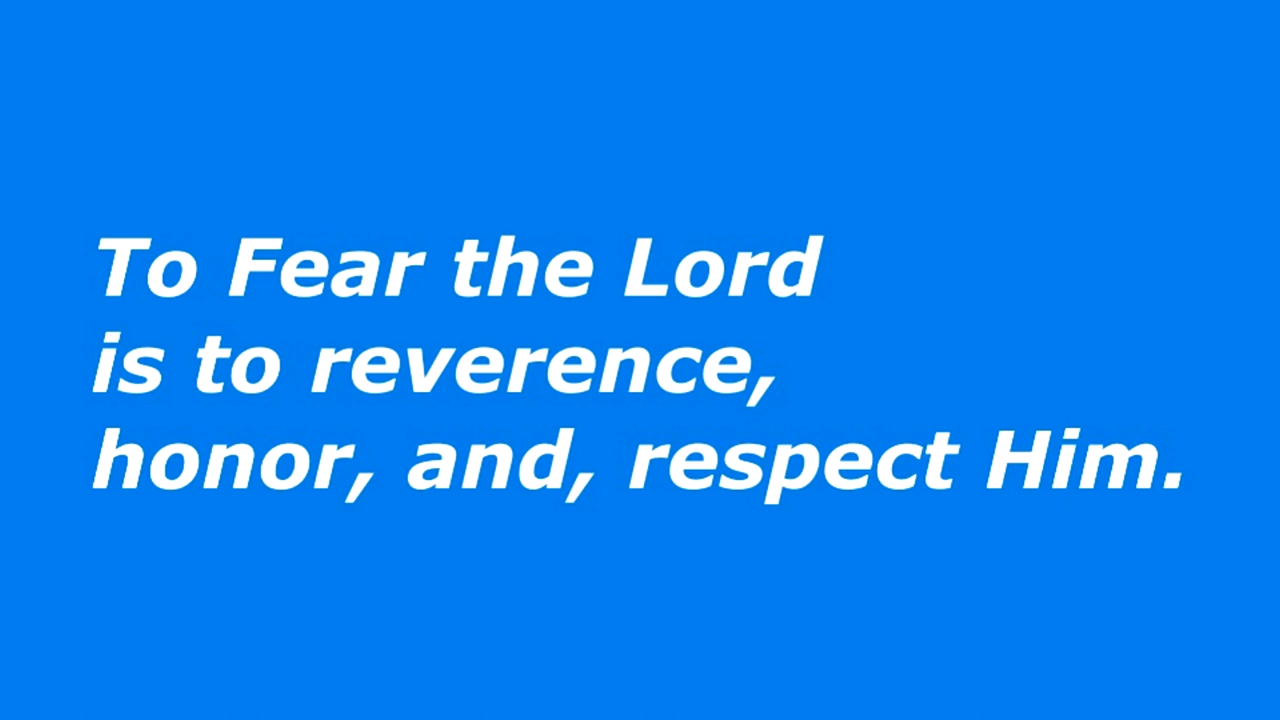 To Fear the Lord
is to reverence,
honor, and, respect Him.